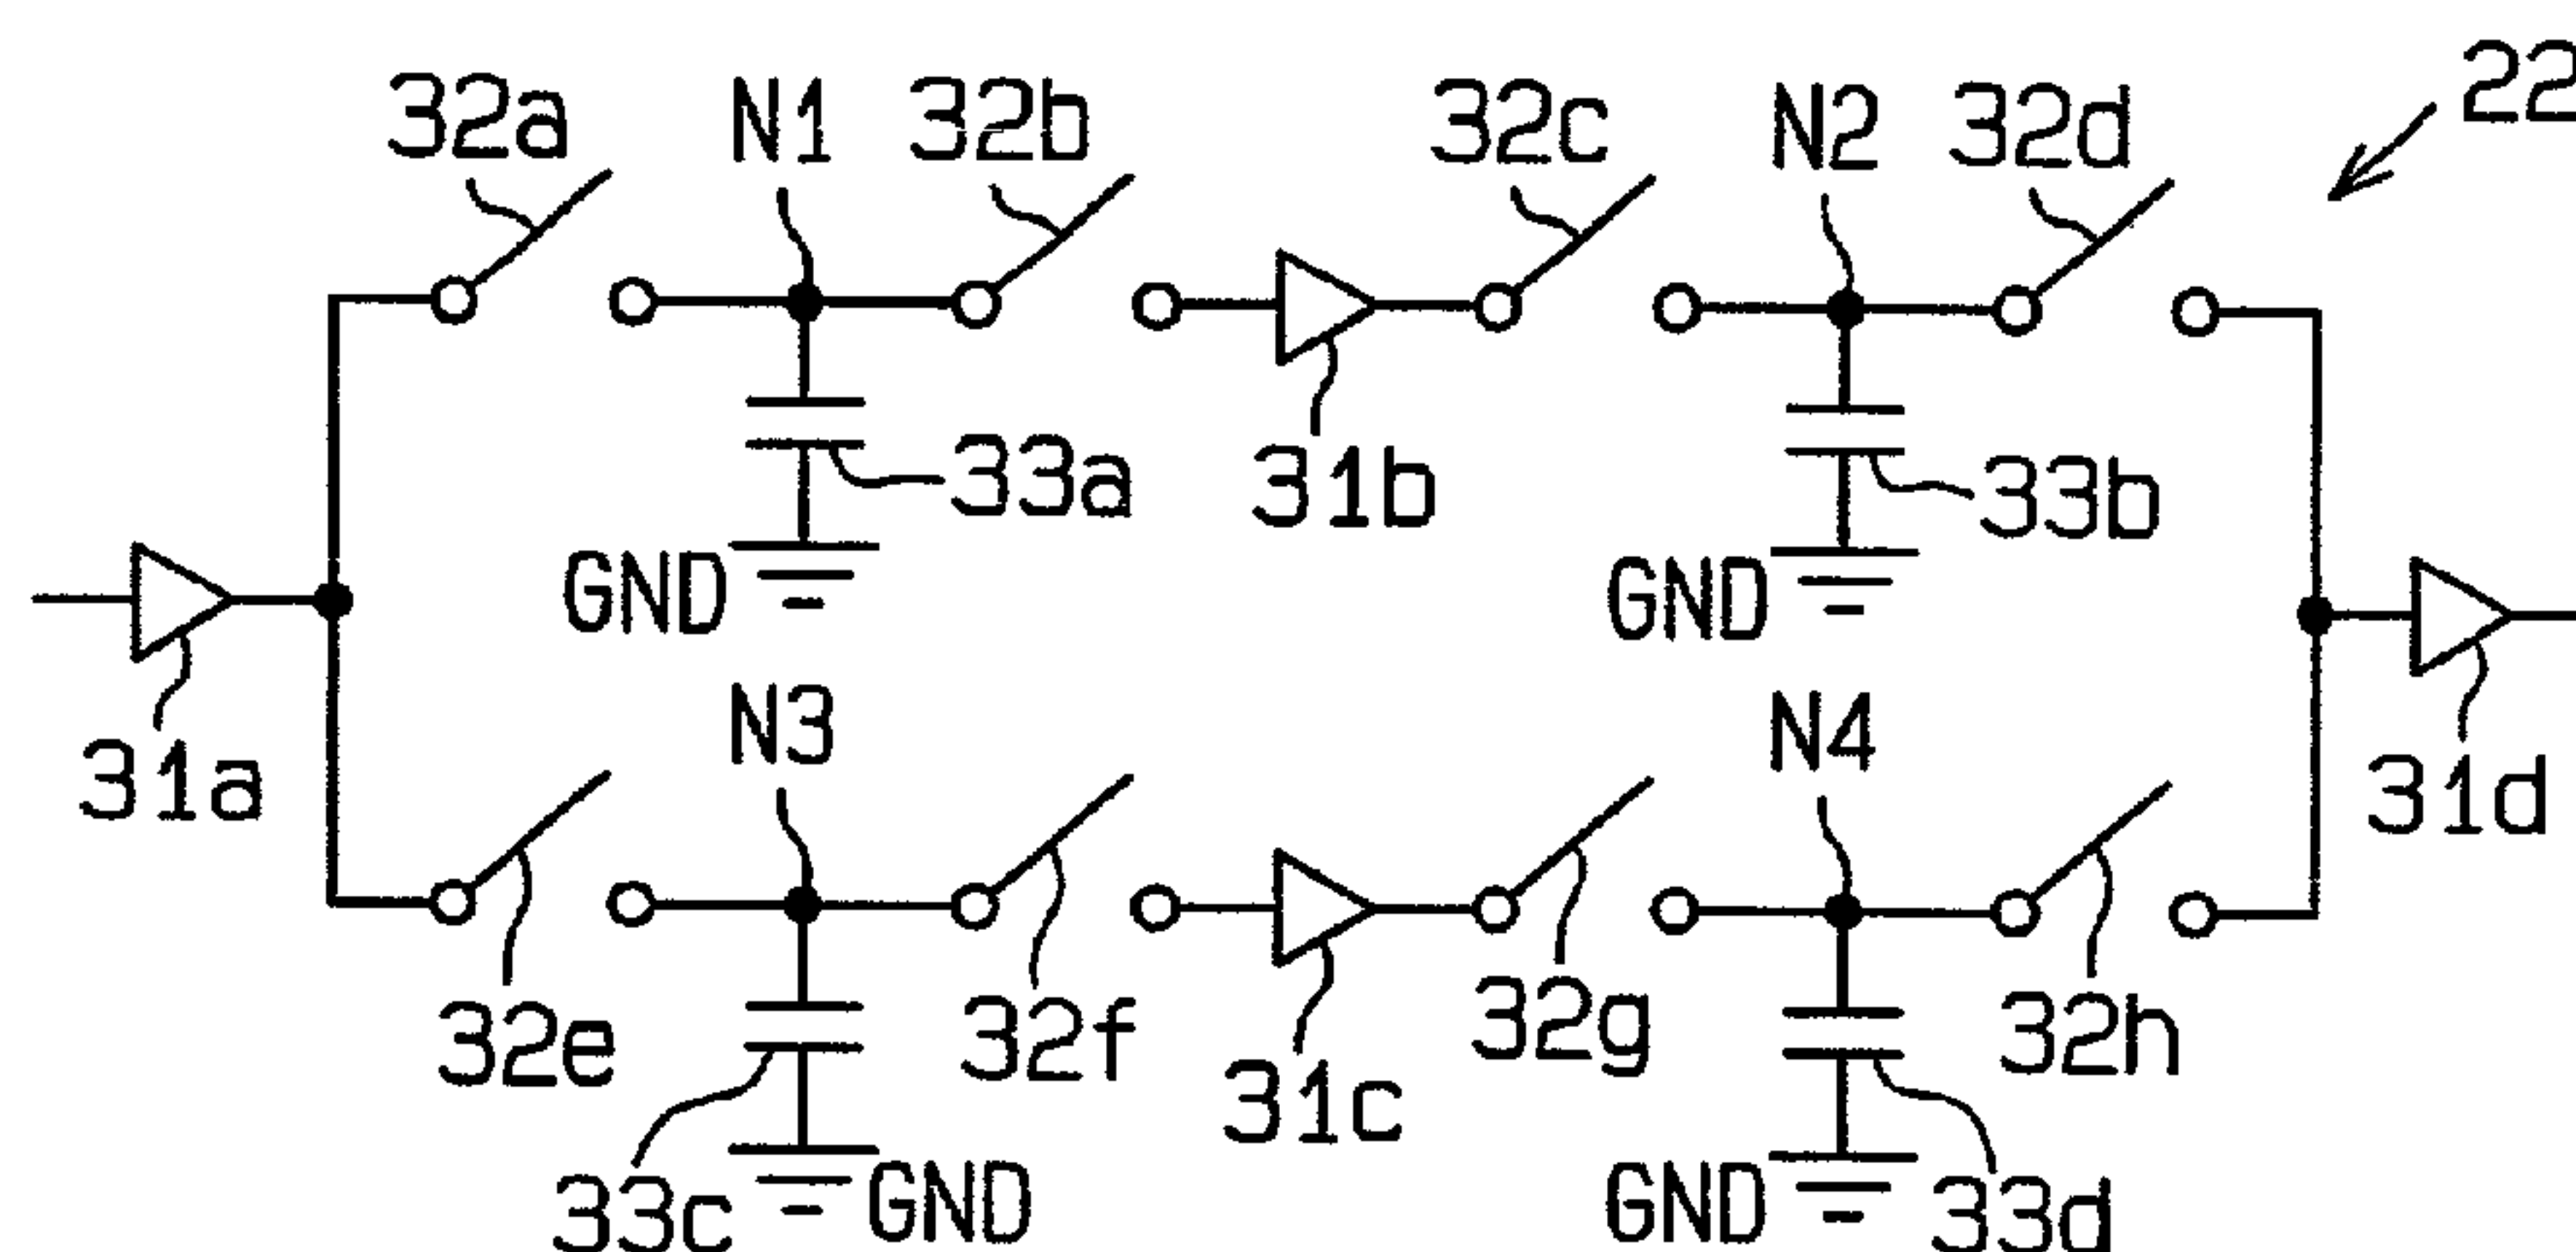 32a N1 32b 32c N2 32d 22
33a 31b 33b
GND GND
31a N3 N4 31d
32e 32f 31c 32g 32h
33c GND GND 33d